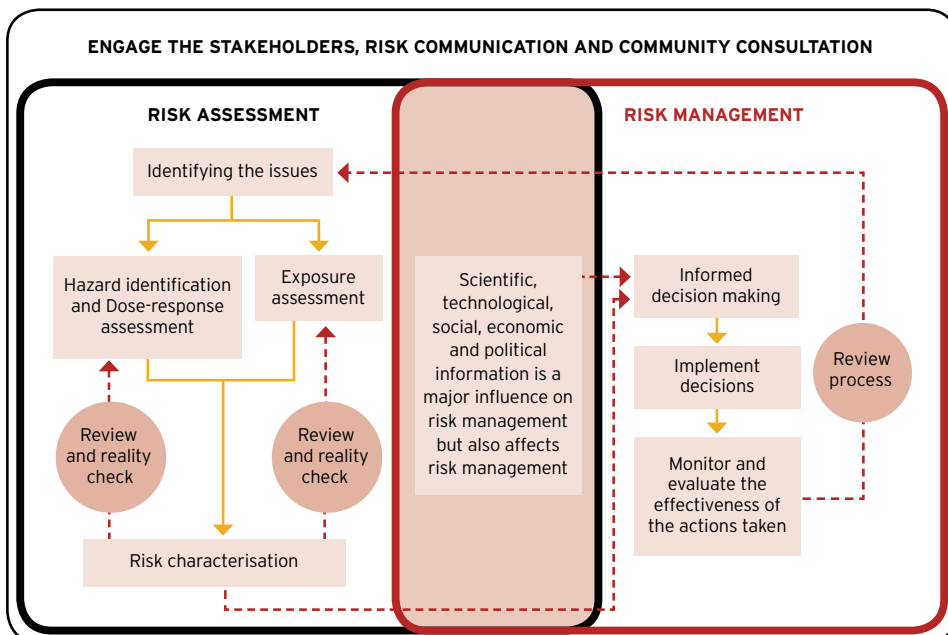 ENGAGE THE STAKEHOLDERS, RISK COMMUNICATION AND COMMUNITY CONSULTATION
RISK ASSESSMENT
Identifying the issues
Hazard identification
and Dose-response
assessment
Exposure
assessment
Review
and reality
check
Review
and reality
check
Risk characterisation
Scientific,
technological,
social, economic
and political
information is a
major influence on
risk management
but also affects
risk management
RISK MANAGEMENT
Informed
decision making
Implement
decisions
Monitor and
evaluate the
effectiveness of
the actions taken
Review
process